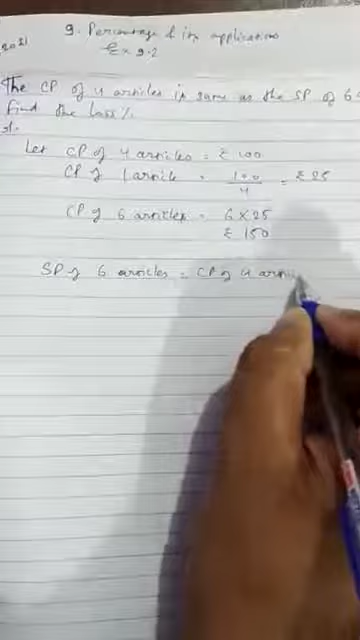 2021
9. Percentage & its applications
Ex 9.2
The CP of 4 articles is same as the SP of 6
Find the loss %
Let CP of 4 articles = ₹ 100
CP of 1 article = 100/4 = ₹ 25
CP of 6 articles = 6 × 25
₹ 150
SP of 6 articles = CP of 4 arti